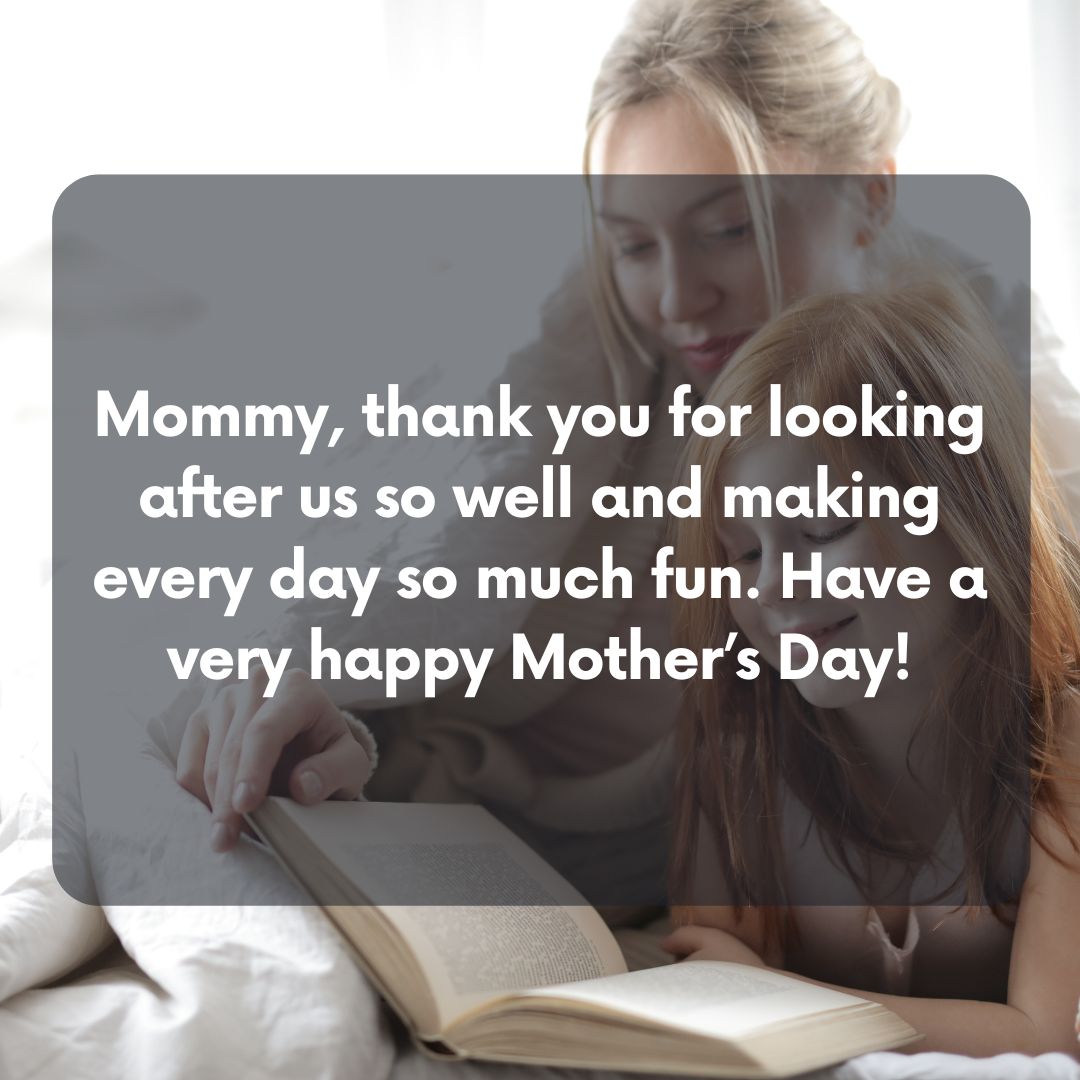 Mommy, thank you for looking
after us so well and making
every day so much fun. Have a
very happy Mother’s Day!